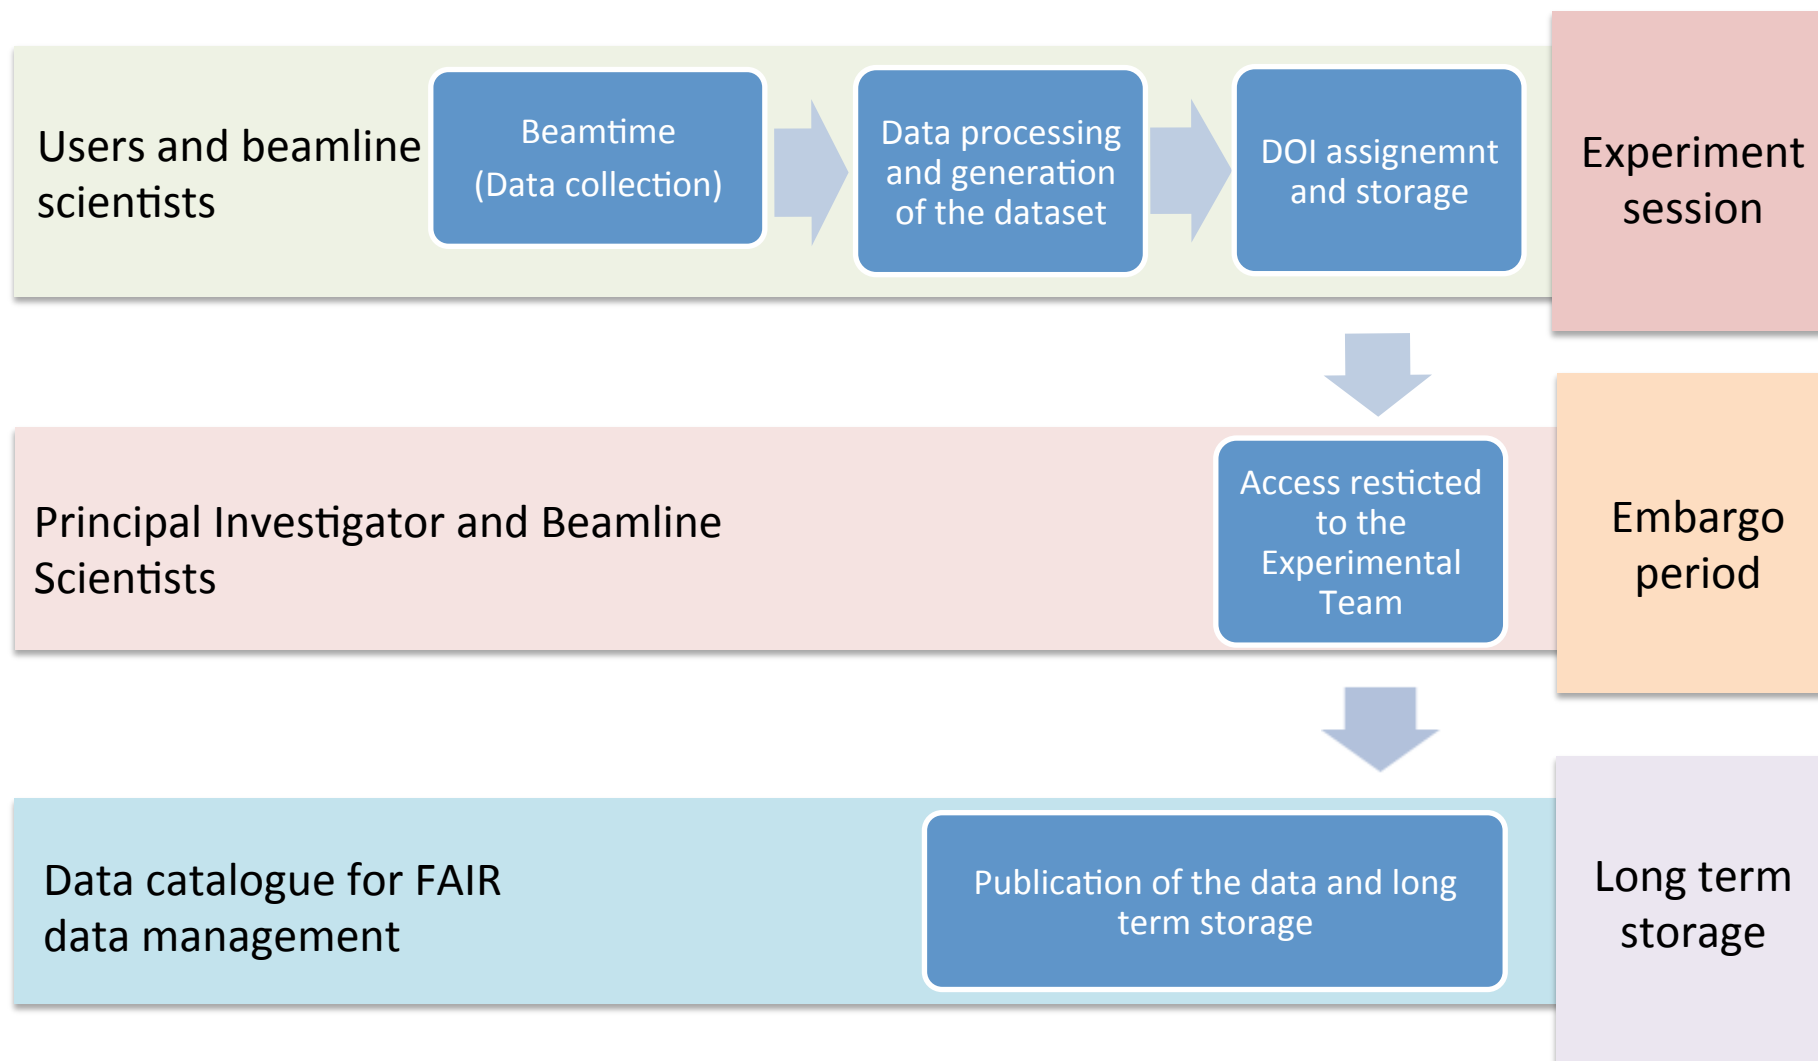 Users and beamline
scientists
Beamtime
(Data collection)
Data processing
and generation
of the dataset
DOI assignemnt
and storage
Experiment
session
Principal Investigator and Beamline
Scientists
Access resticted
to the
Experimental
Team
Embargo
period
Data catalogue for FAIR
data management
Publication of the data and long
term storage
Long term
storage